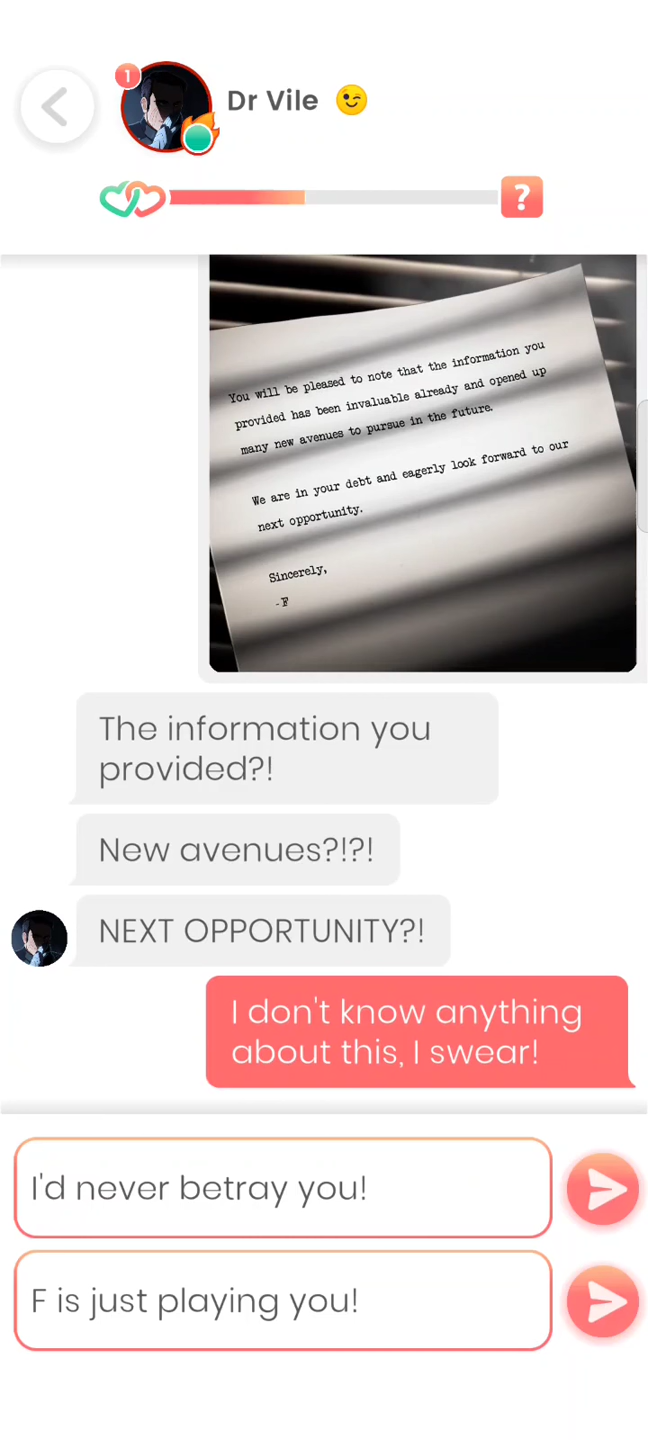 1
Dr Vile 😉
?
You will be pleased to note that the information you
provided has been invaluable already and opened up
many new avenues to pursue in the future.
We are in your debt and eagerly look forward to our
next opportunity.
Sincerely,
-F
The information you
provided?!
New avenues?!?!
NEXT OPPORTUNITY?!
I don't know anything
about this, I swear!
I'd never betray you!
F is just playing you!